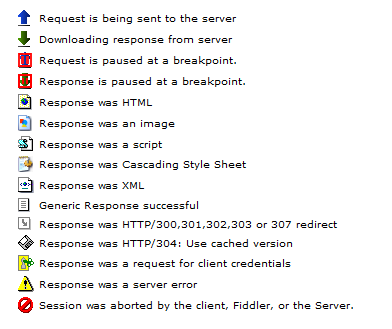 Request is being sent to the server
Downloading response from server
Request is paused at a breakpoint.
Response is paused at a breakpoint.
Response was HTML
Response was an image
Response was a script
Response was Cascading Style Sheet
Response was XML
Generic Response successful
Response was HTTP/300,301,302,303 or 307 redirect
Response was HTTP/304: Use cached version
Response was a request for client credentials
Response was a server error
Session was aborted by the client, Fiddler, or the Server.